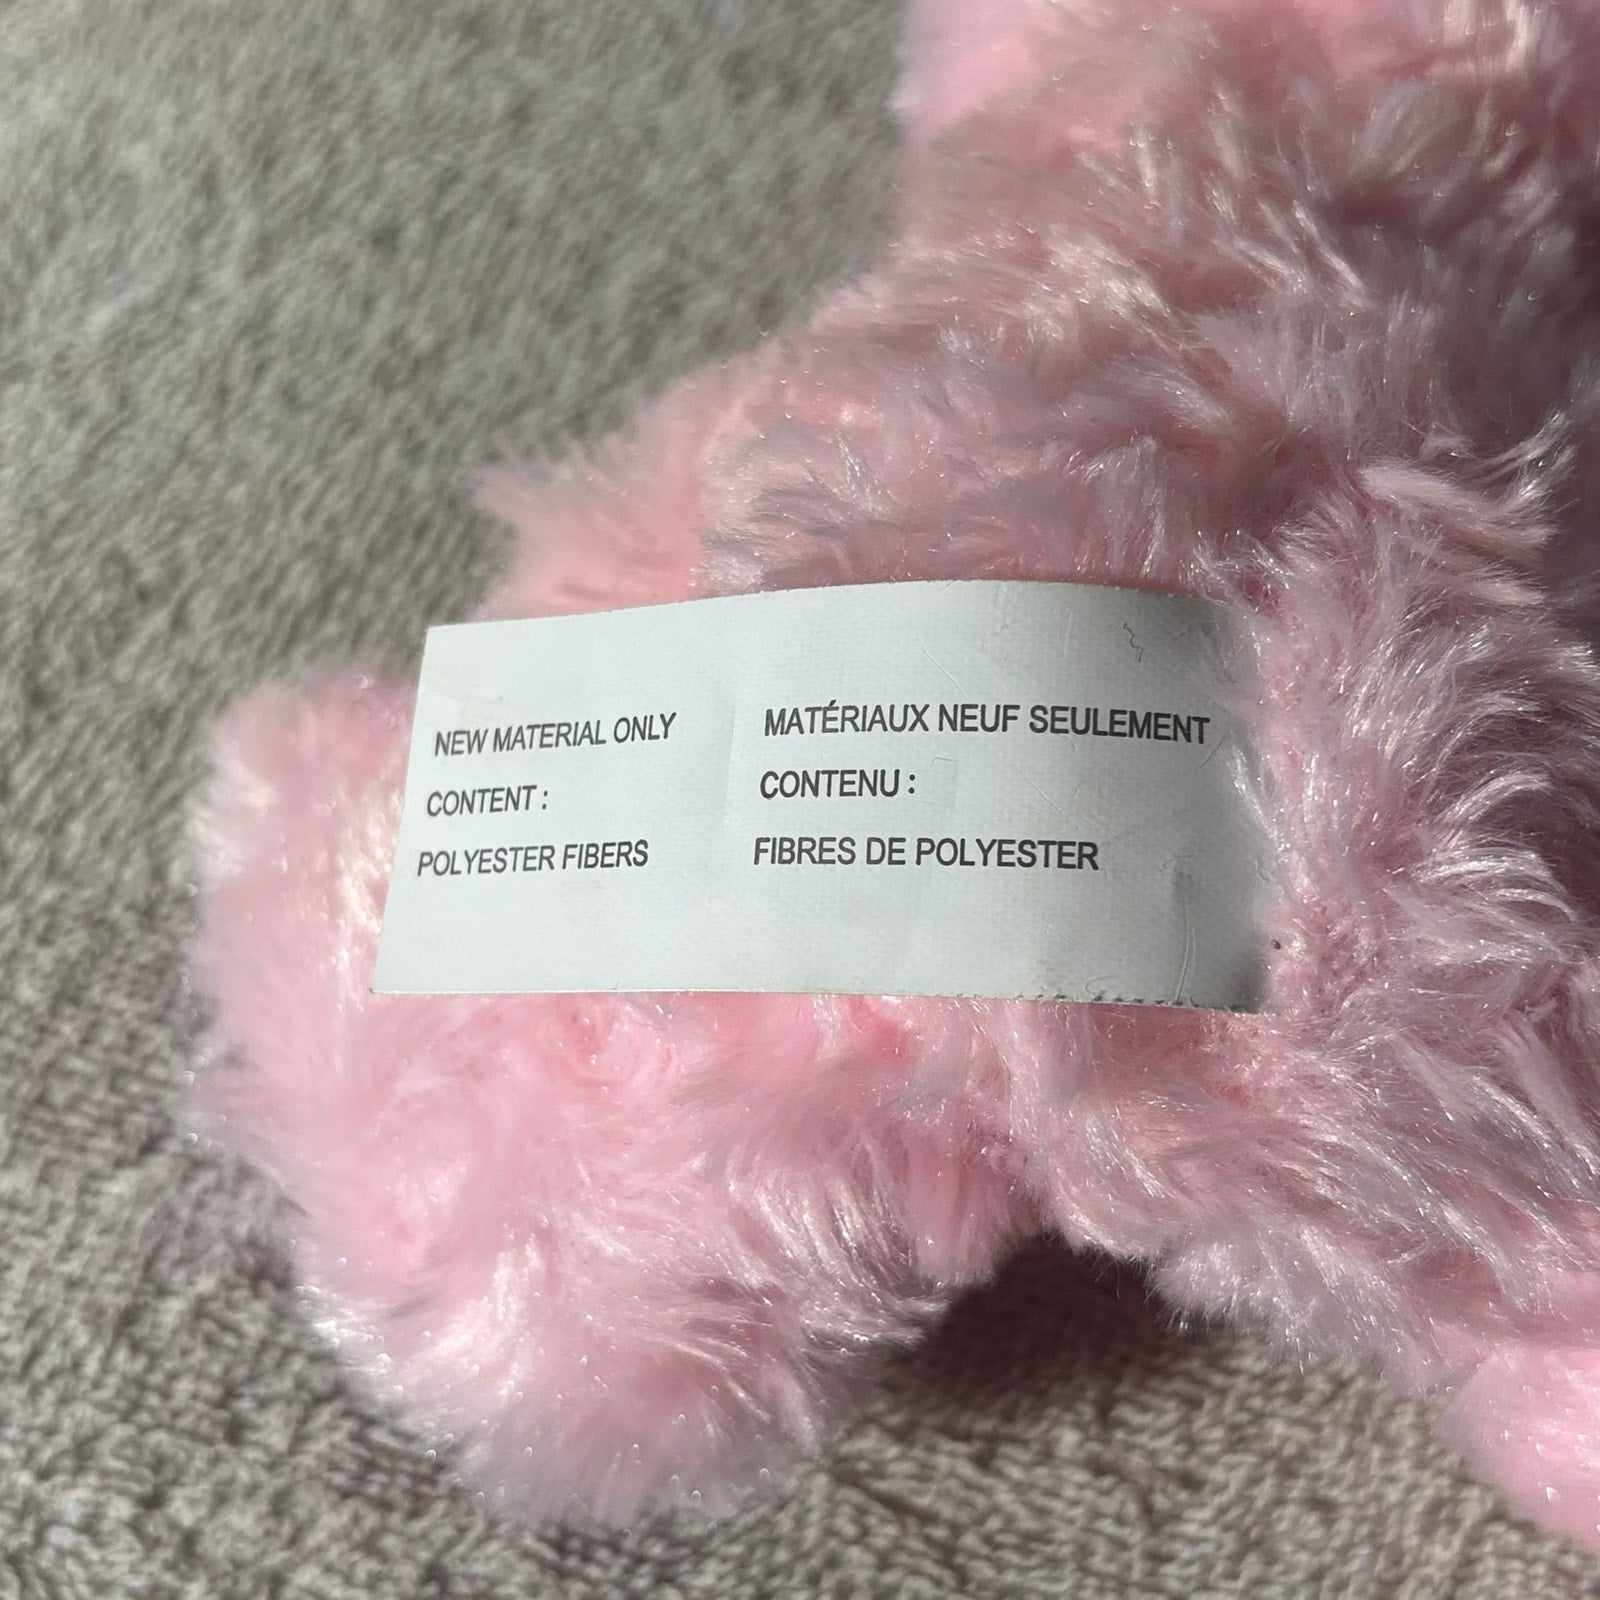 NEW MATERIAL ONLY
CONTENT :
POLYESTER FIBERS
MATÉRIAUX NEUF SEULEMENT
CONTENU :
FIBRES DE POLYESTER